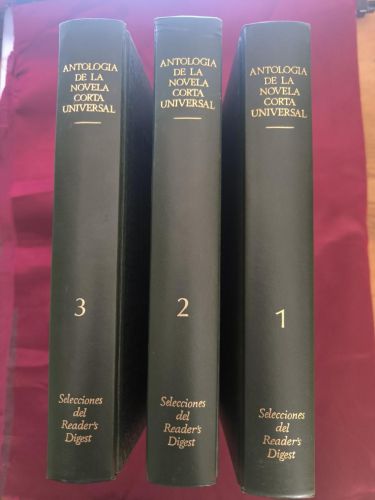 ANTOLOGIA
DE LA
NOVELA
CORTA
UNIVERSAL
3
Selecciones
del
Reader's
Digest
ANTOLOGIA
DE LA
NOVELA
CORTA
UNIVERSAL
2
Selecciones
del
Reader's
Digest
ANTOLOGIA
DE LA
NOVELA
CORTA
UNIVERSAL
1
Selecciones
del
Reader's
Digest